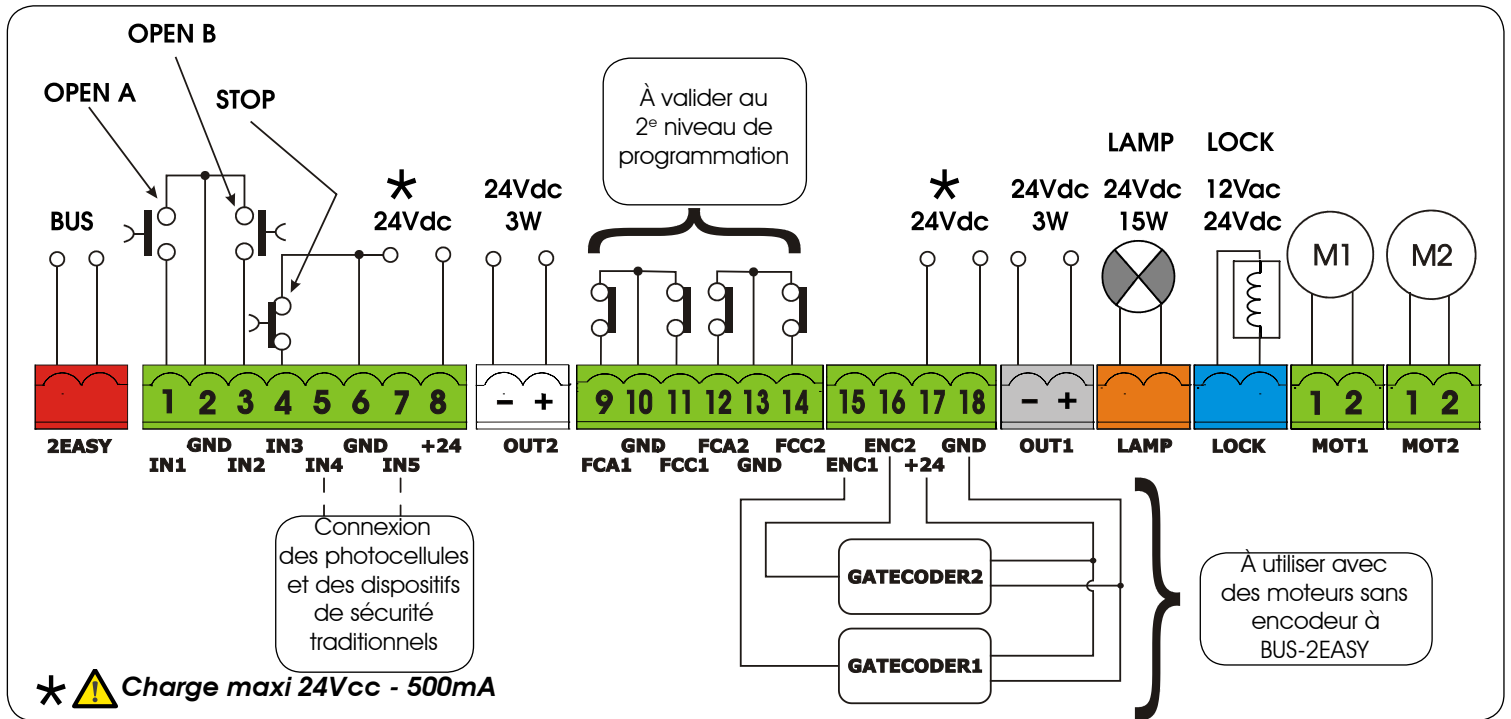 OPEN B
OPEN A
STOP
À valider au
2e niveau de
programmation
LAMP LOCK
BUS
* 24Vdc
24Vdc 3W
* 24Vdc
24Vdc 3W
24Vdc 15W
12Vac 24Vdc
M1 M2
1 2 3 4 5 6 7 8
- +
9 10 11 12 13 14
15 16 17 18
- +
1 2
1 2
2EASY
IN1 GND IN2 IN3 IN4 GND IN5 +24
OUT2
FCA1 GND FCC1 FCA2 GND FCC2
ENC1 ENC2 +24 GND
OUT1
LAMP
LOCK
MOT1
MOT2
Connexion
des photocellules
et des dispositifs
de sécurité
traditionnels
GATECODER2
GATECODER1
À utiliser avec
des moteurs sans
encodeur à
BUS-2EASY
* ! Charge maxi 24Vcc - 500mA